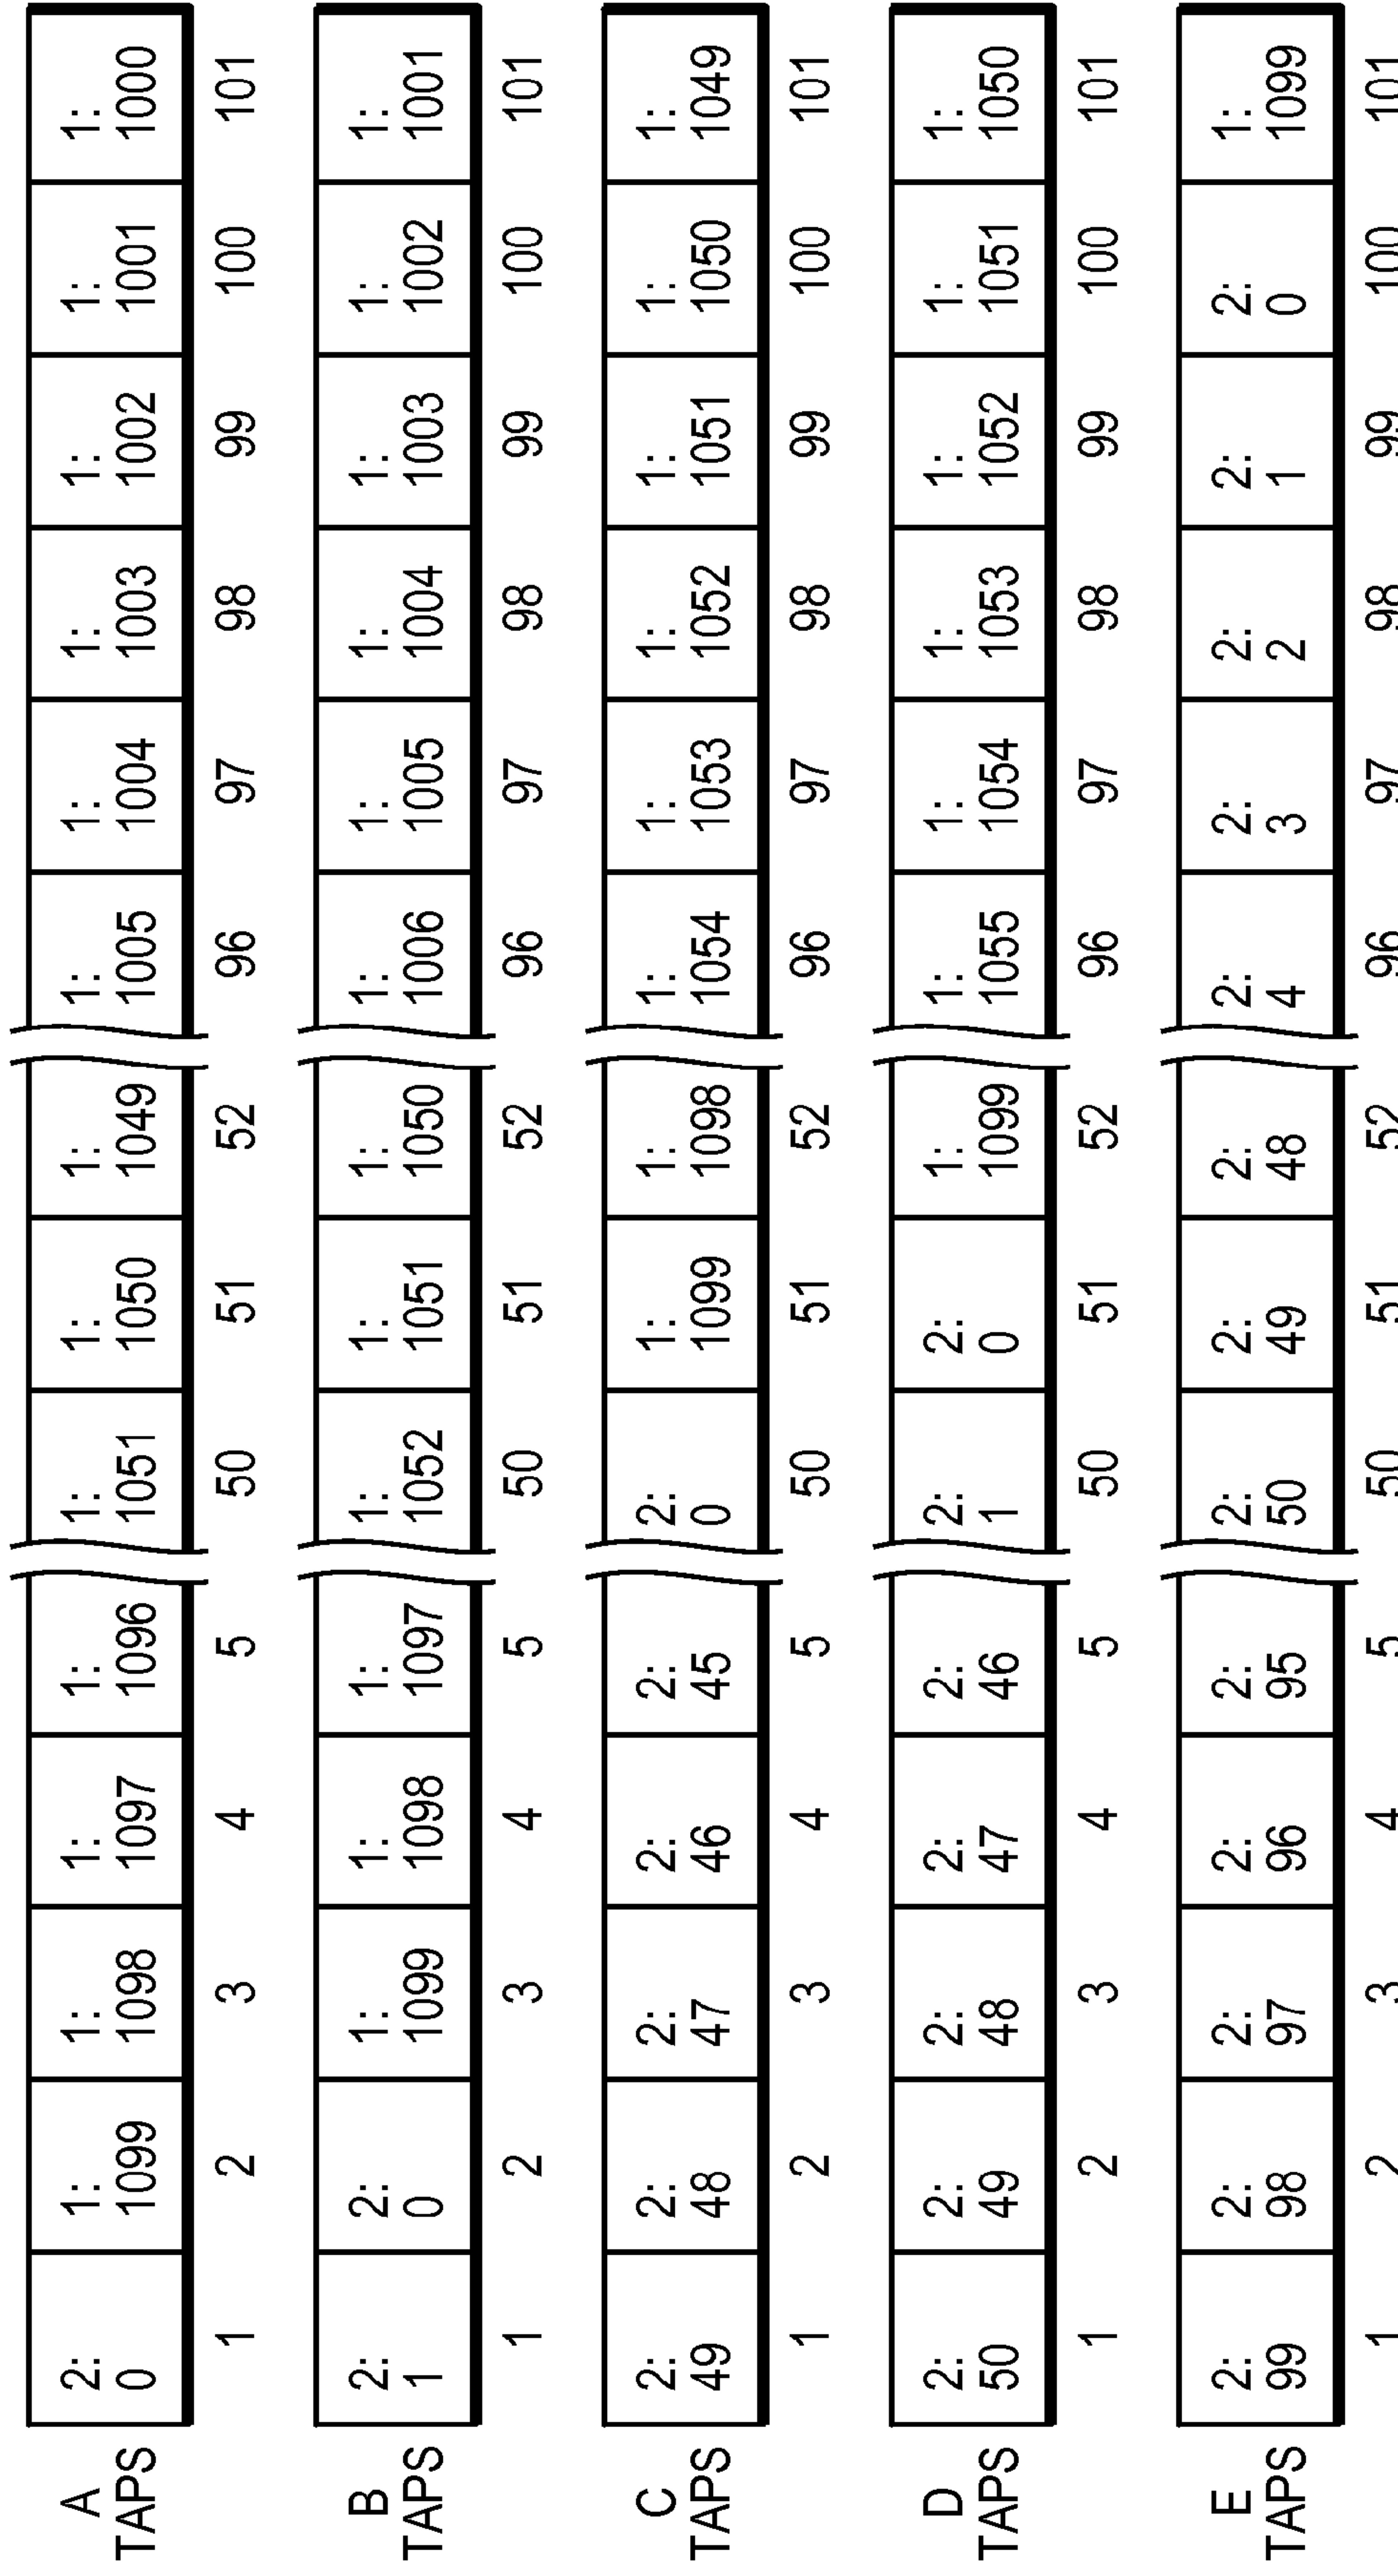 A TAPS
2: 0 | 1: 1099 | 1: 1098 | 1: 1097 | 1: 1096 | 1: 1051 | 1: 1050 | 1: 1049 | 1: 1005 | 1: 1004 | 1: 1003 | 1: 1002 | 1: 1001 | 1: 1000
1 2 3 4 5 50 51 52 96 97 98 99 100 101
B TAPS
2: 1 | 2: 0 | 1: 1099 | 1: 1098 | 1: 1097 | 1: 1052 | 1: 1051 | 1: 1050 | 1: 1006 | 1: 1005 | 1: 1004 | 1: 1003 | 1: 1002 | 1: 1001
1 2 3 4 5 50 51 52 96 97 98 99 100 101
C TAPS
2: 49 | 2: 48 | 2: 47 | 2: 46 | 2: 45 | 2: 0 | 1: 1099 | 1: 1098 | 1: 1054 | 1: 1053 | 1: 1052 | 1: 1051 | 1: 1050 | 1: 1049
1 2 3 4 5 50 51 52 96 97 98 99 100 101
D TAPS
2: 50 | 2: 49 | 2: 48 | 2: 47 | 2: 46 | 2: 1 | 2: 0 | 1: 1099 | 1: 1055 | 1: 1054 | 1: 1053 | 1: 1052 | 1: 1051 | 1: 1050
1 2 3 4 5 50 51 52 96 97 98 99 100 101
E TAPS
2: 99 | 2: 98 | 2: 97 | 2: 96 | 2: 95 | 2: 50 | 2: 49 | 2: 48 | 2: 4 | 2: 3 | 2: 2 | 2: 1 | 2: 0 | 1: 1099
1 2 3 4 5 50 51 52 96 97 98 99 100 101